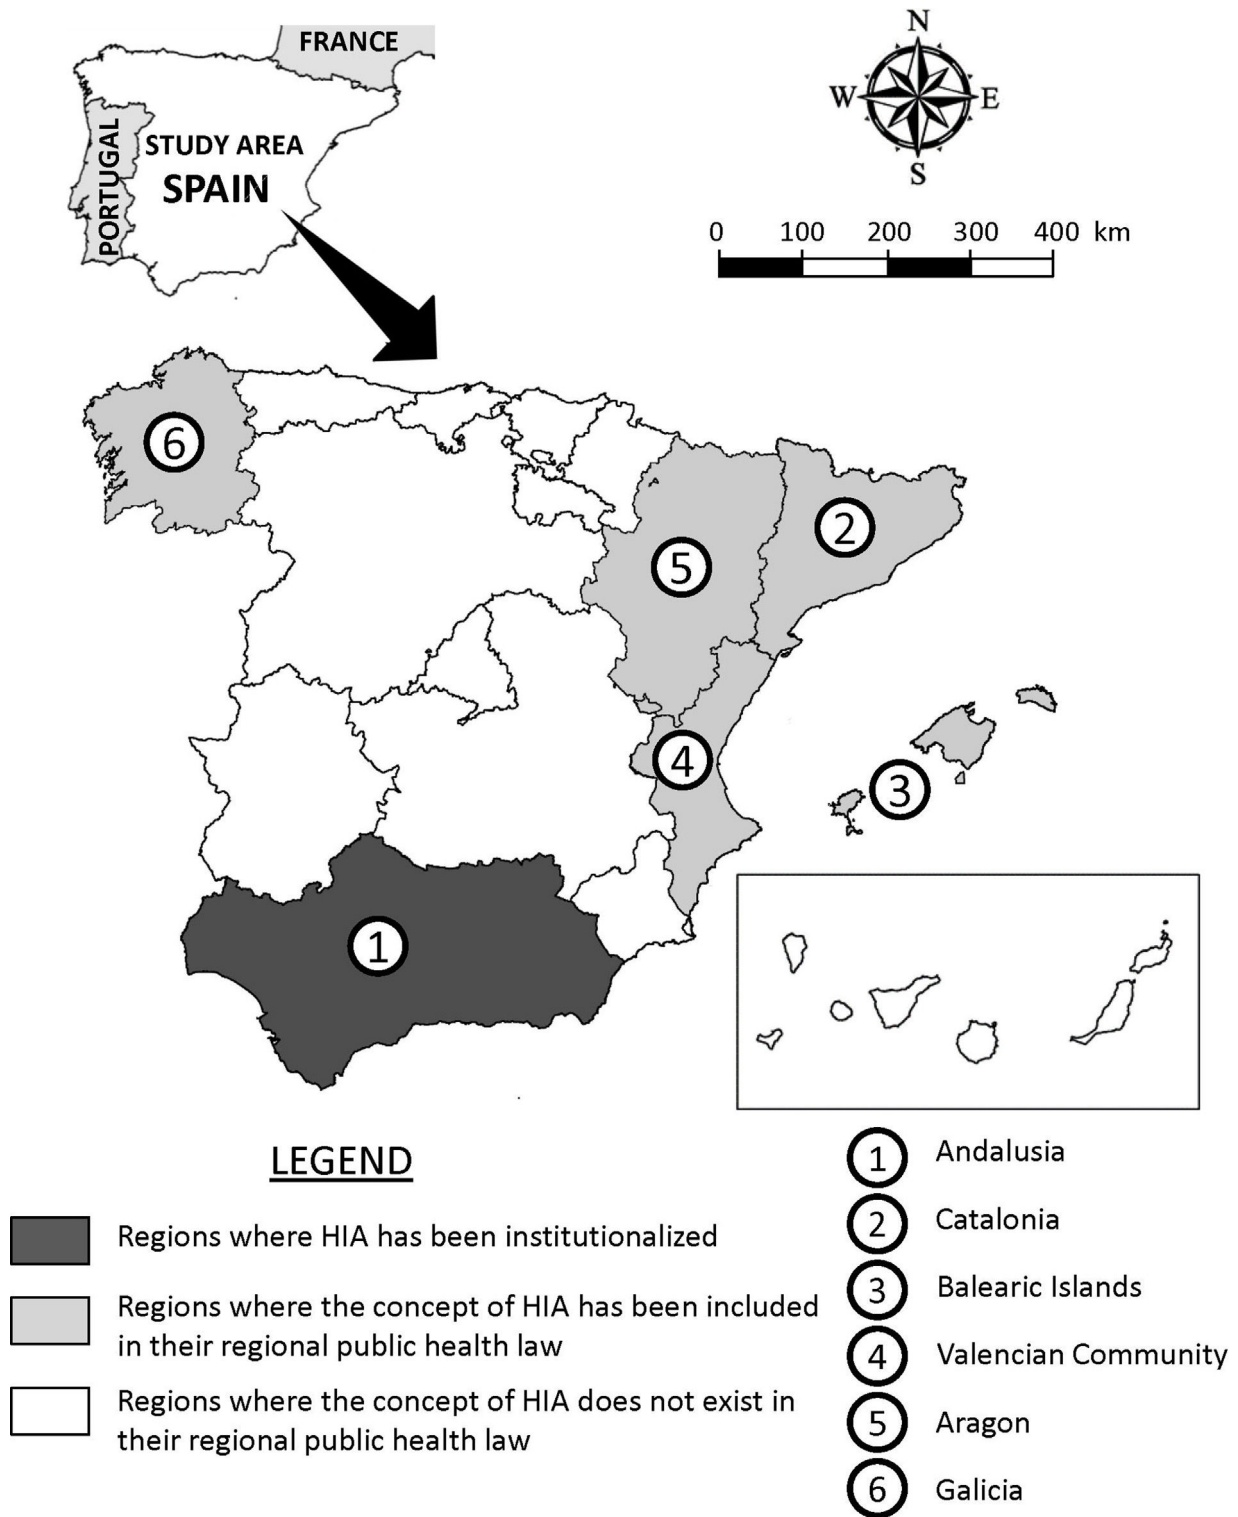 FRANCE
PORTUGAL
STUDY AREA
SPAIN
N
W
E
S
0 100 200 300 400 km
6
2
5
4
3
1
LEGEND
Regions where HIA has been institutionalized
Regions where the concept of HIA has been included
in their regional public health law
Regions where the concept of HIA does not exist in
their regional public health law
1 Andalusia
2 Catalonia
3 Balearic Islands
4 Valencian Community
5 Aragon
6 Galicia